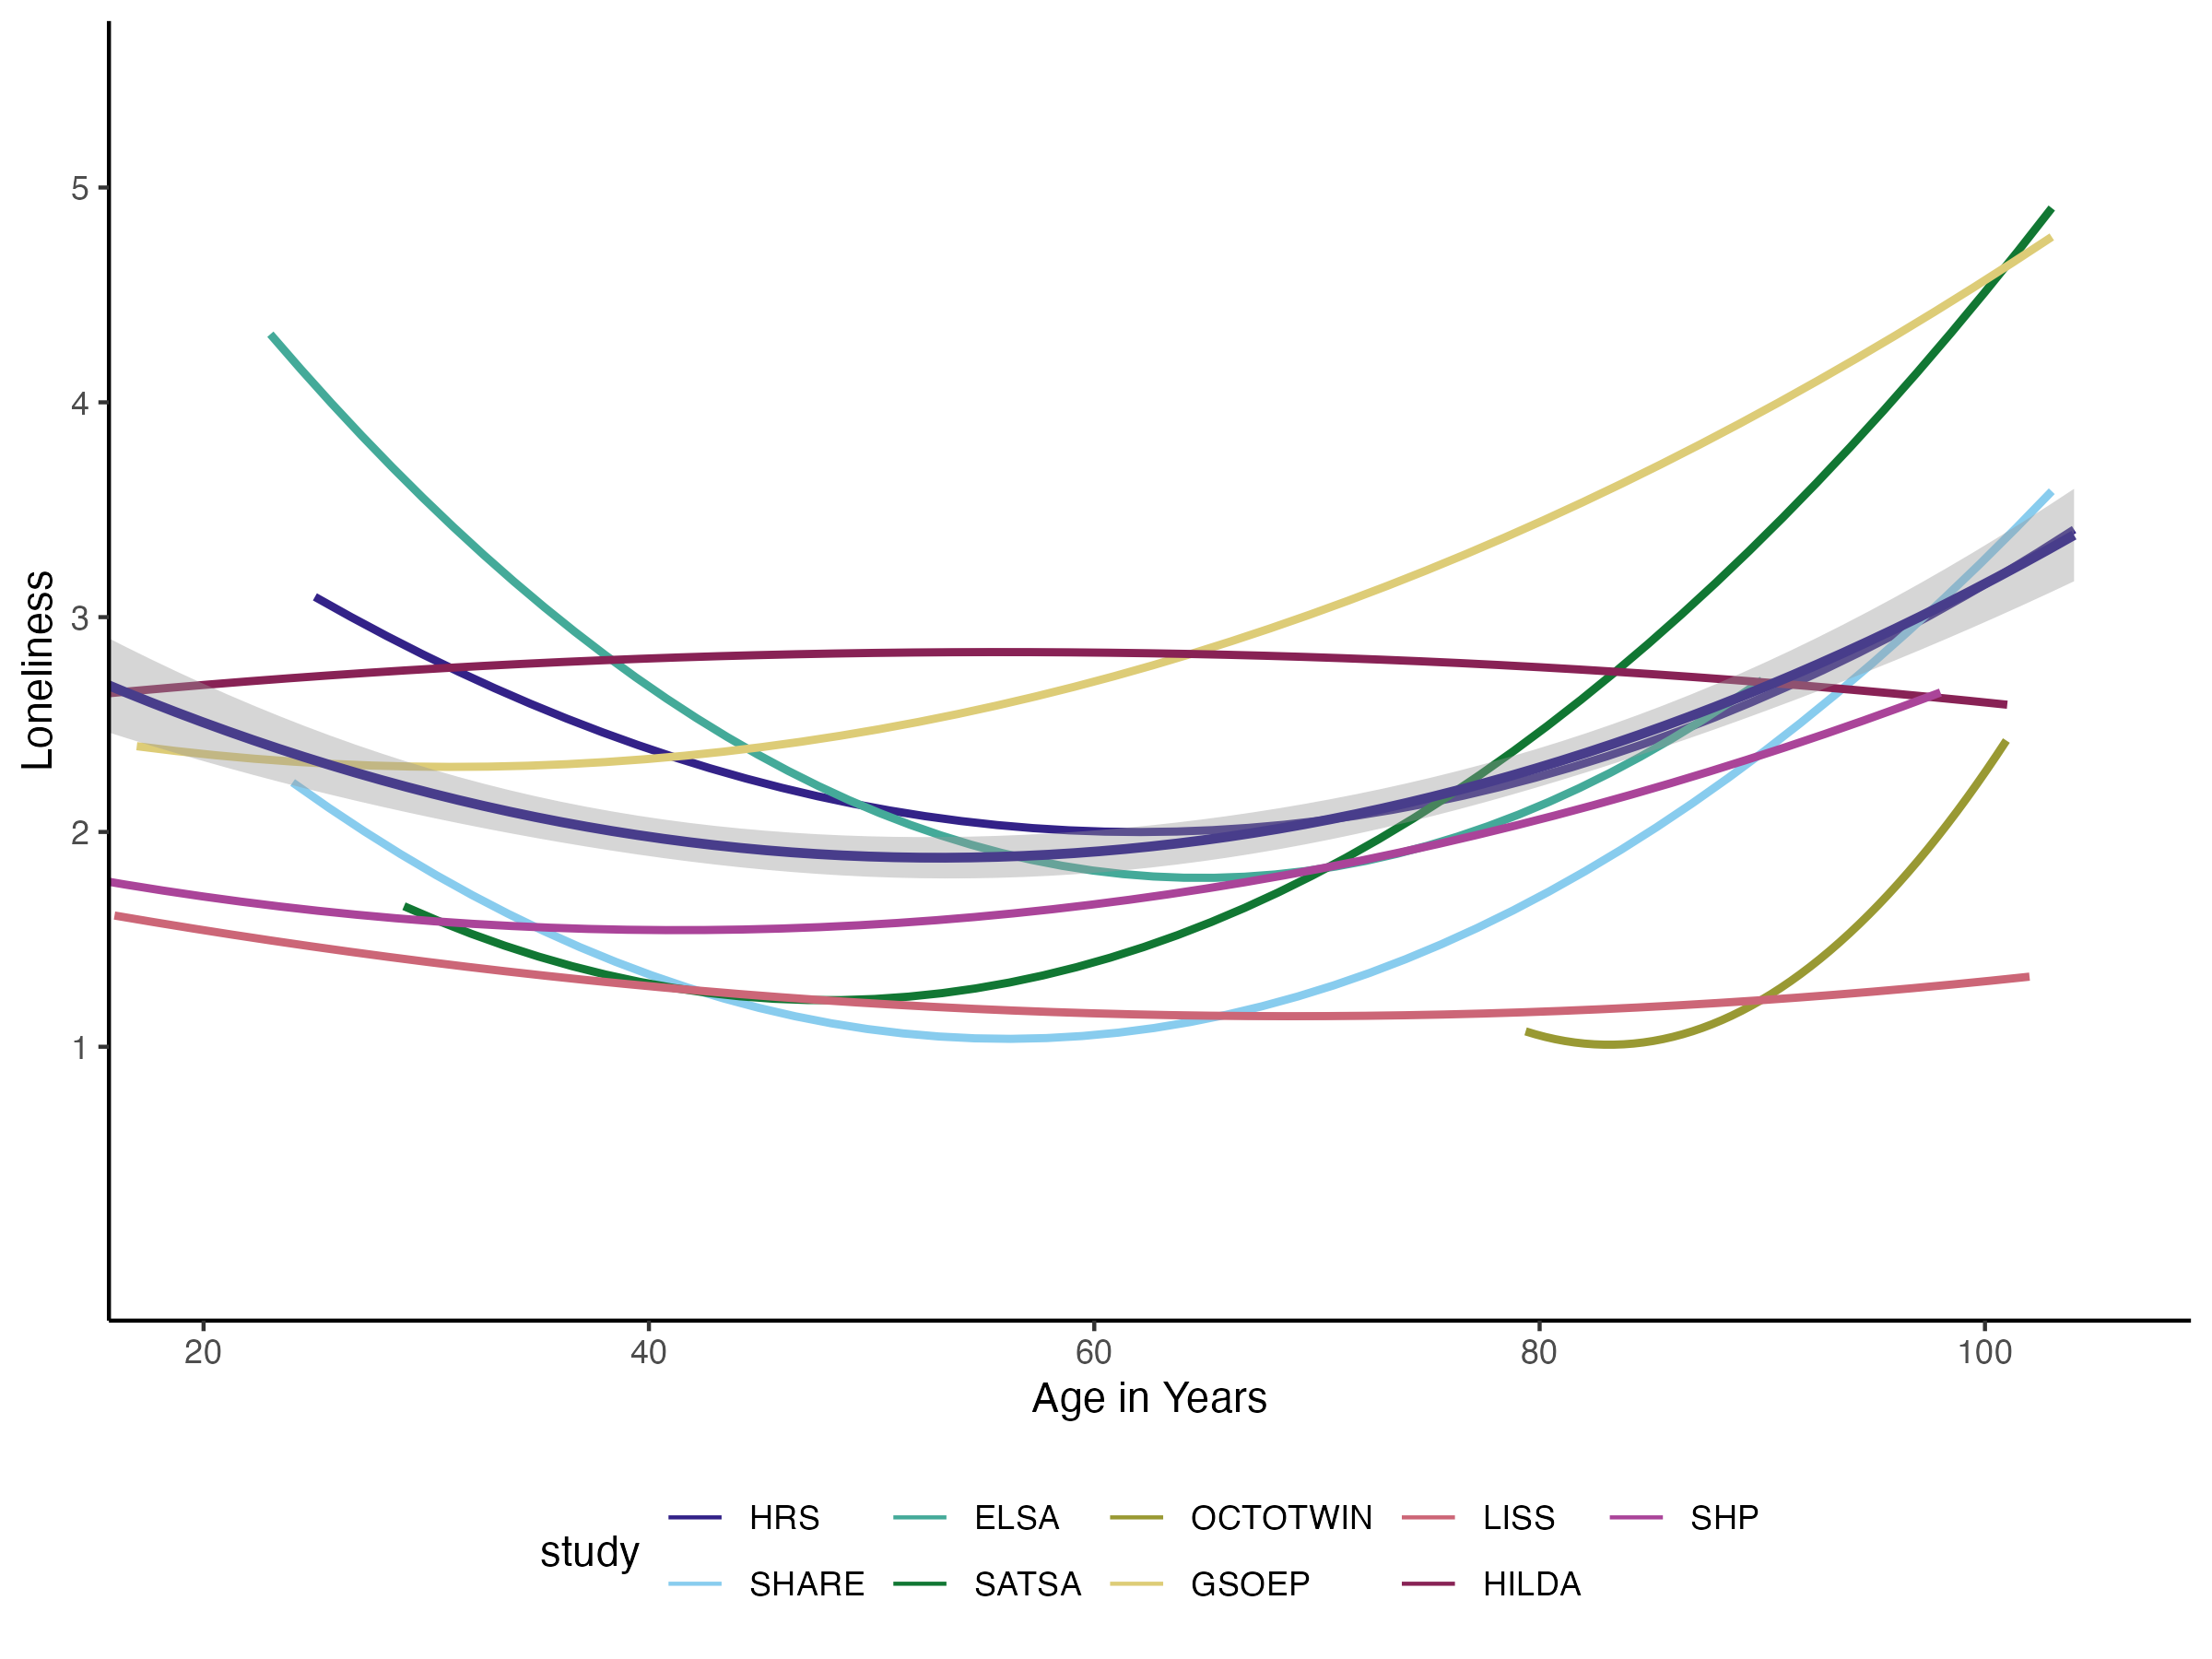 5
4
3
2
1
Loneliness
20 40 60 80 100
Age in Years
study
HRS ELSA OCTOTWIN LISS SHP
SHARE SATSA GSOEP HILDA